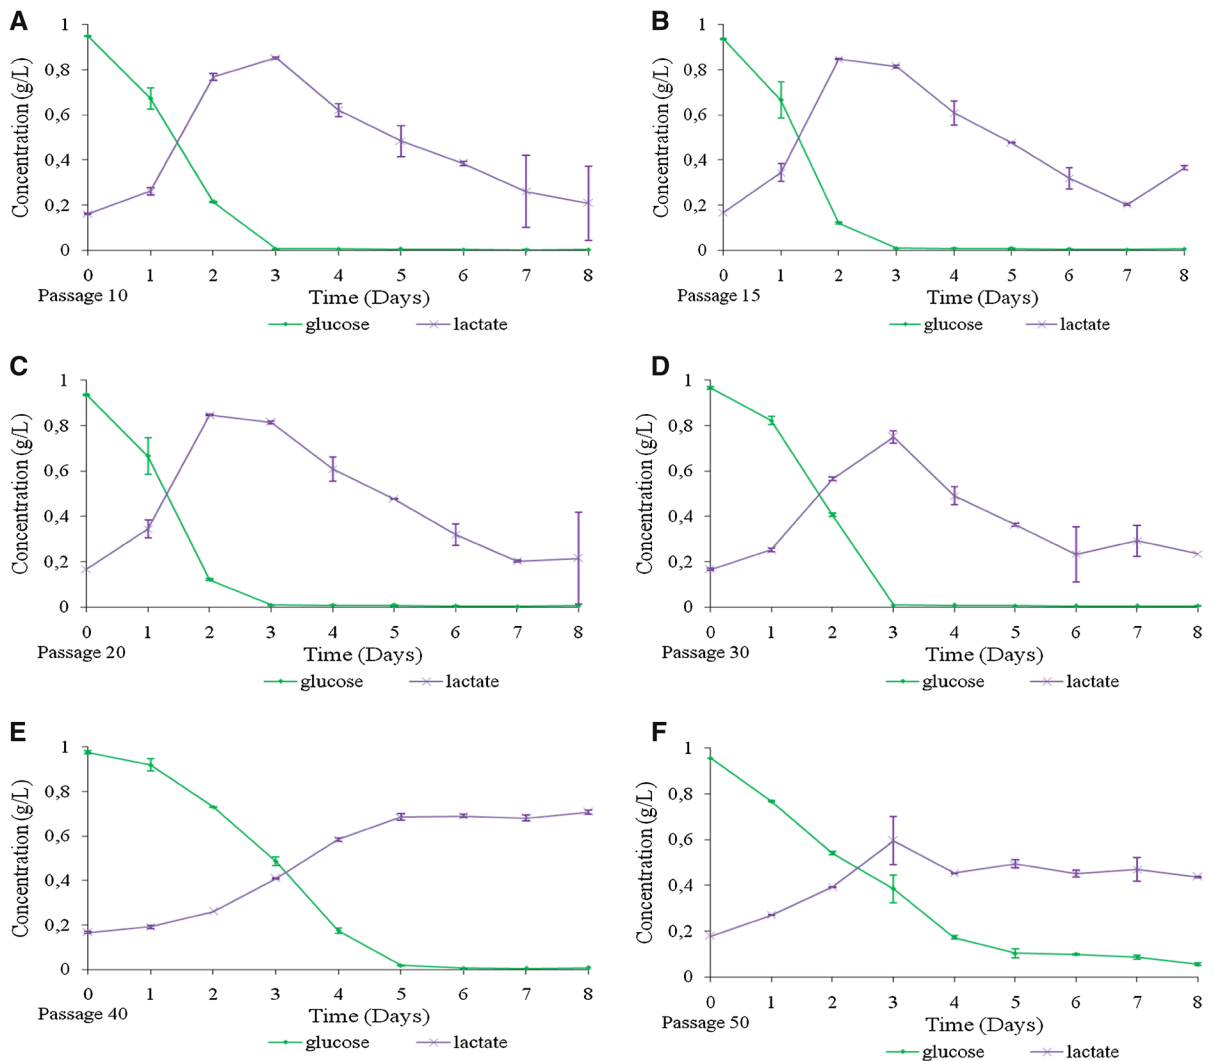 A
1
0,8
0,6
0,4
0,2
0
Concentration (g/L)
0 1 2 3 4 5 6 7 8
Passage 10
Time (Days)
glucose lactate
B
1
0,8
0,6
0,4
0,2
0
Concentration (g/L)
0 1 2 3 4 5 6 7 8
Passage 15
Time (Days)
glucose lactate
C
1
0,8
0,6
0,4
0,2
0
Concentration (g/L)
0 1 2 3 4 5 6 7 8
Passage 20
Time (Days)
glucose lactate
D
1
0,8
0,6
0,4
0,2
0
Concentration (g/L)
0 1 2 3 4 5 6 7 8
Passage 30
Time (Days)
glucose lactate
E
1
0,8
0,6
0,4
0,2
0
Concentration (g/L)
0 1 2 3 4 5 6 7 8
Passage 40
Time (Days)
glucose lactate
F
1
0,8
0,6
0,4
0,2
0
Concentration (g/L)
0 1 2 3 4 5 6 7 8
Passage 50
Time (Days)
glucose lactate